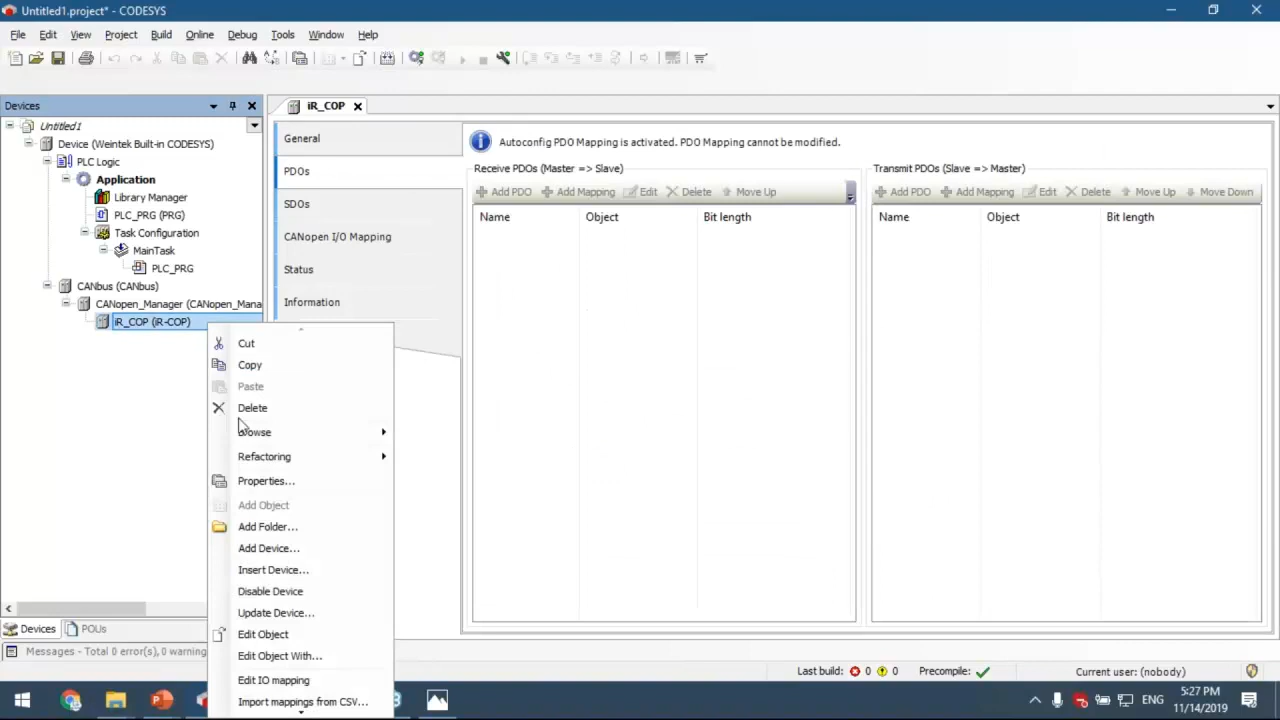 Untitled1.project* - CODESYS
File Edit View Project Build Online Debug Tools Window Help
Devices
Untitled1
Device (Weintek Built-in CODESYS)
PLC Logic
Application
Library Manager
PLC_PRG (PRG)
Task Configuration
MainTask
PLC_PRG
CANbus (CANbus)
CANopen_Manager (CANopen_Mana
iR_COP (iR-COP)
Devices POUs
Messages - Total 0 error(s), 0 warning
iR_COP
General
PDOs
SDOs
CANopen I/O Mapping
Status
Information
Autoconfig PDO Mapping is activated. PDO Mapping cannot be modified.
Receive PDOs (Master => Slave)
Add PDO Add Mapping Edit Delete Move Up
Name Object Bit length
Transmit PDOs (Slave => Master)
Add PDO Add Mapping Edit Delete Move Up Move Down
Name Object Bit length
Cut
Copy
Paste
Delete
Browse
Refactoring
Properties...
Add Object
Add Folder...
Add Device...
Insert Device...
Disable Device
Update Device...
Edit Object
Edit Object With...
Edit IO mapping
Import mappings from CSV...
Last build: 0 0 Precompile: Current user: (nobody)
ENG
5:27 PM
11/14/2019